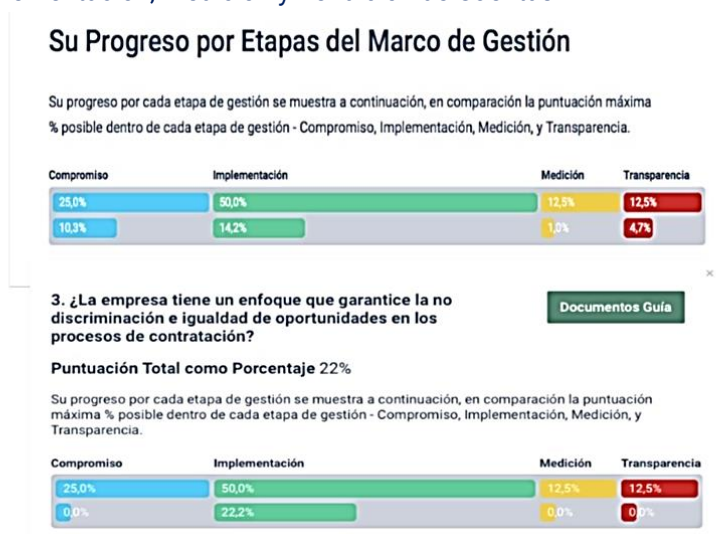 Su Progreso por Etapas del Marco de Gestión
Su progreso por cada etapa de gestión se muestra a continuación, en comparación la puntuación máxima
% posible dentro de cada etapa de gestión - Compromiso, Implementación, Medición, y Transparencia.
Compromiso Implementación Medición Transparencia
25,0% 50,0% 12,5% 12,5%
10,3% 14,2% 1,0% 4,7%
3. ¿La empresa tiene un enfoque que garantice la no
discriminación e igualdad de oportunidades en los
procesos de contratación?
Documentos Guía
Puntuación Total como Porcentaje 22%
Su progreso por cada etapa de gestión se muestra a continuación, en comparación la puntuación
máxima % posible dentro de cada etapa de gestión - Compromiso, Implementación, Medición, y
Transparencia.
Compromiso Implementación Medición Transparencia
25,0% 50,0% 12,5% 12,5%
0,0% 22,2% 0,0% 0,0%